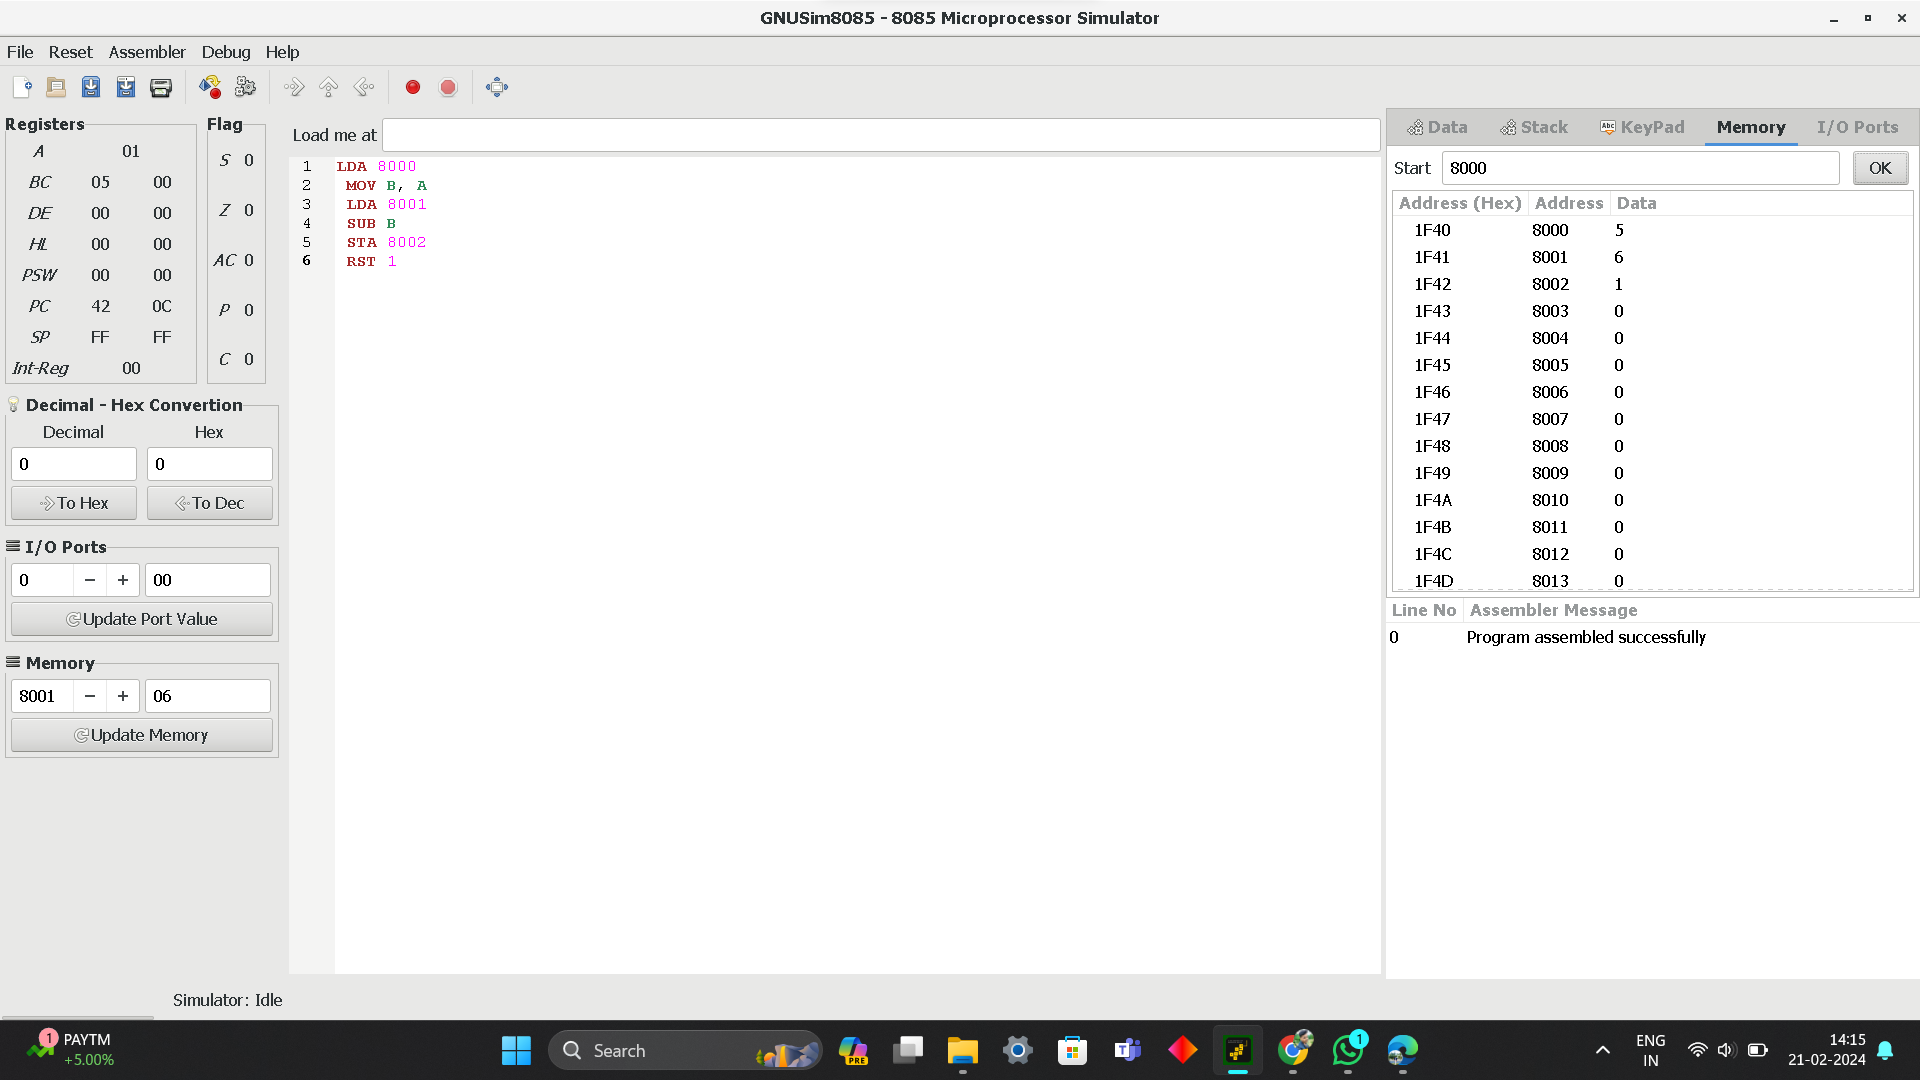 GNUSim8085 - 8085 Microprocessor Simulator
File Reset Assembler Debug Help
Registers
A 01
BC 05 00
DE 00 00
HL 00 00
PSW 00 00
PC 42 0C
SP FF FF
Int-Reg 00
Flag
S 0
Z 0
AC 0
P 0
C 0
Decimal - Hex Convertion
Decimal Hex
0 0
To Hex To Dec
I/O Ports
0 − + 00
Update Port Value
Memory
8001 − + 06
Update Memory
Load me at
1 LDA 8000
2 MOV B, A
3 LDA 8001
4 SUB B
5 STA 8002
6 RST 1
Data Stack Abc KeyPad Memory I/O Ports
Start 8000 OK
Address (Hex) Address Data
1F40 8000 5
1F41 8001 6
1F42 8002 1
1F43 8003 0
1F44 8004 0
1F45 8005 0
1F46 8006 0
1F47 8007 0
1F48 8008 0
1F49 8009 0
1F4A 8010 0
1F4B 8011 0
1F4C 8012 0
1F4D 8013 0
Line No Assembler Message
0 Program assembled successfully
Simulator: Idle
1 PAYTM
+5.00%
Search
PRE
1
ENG
IN
14:15
21-02-2024